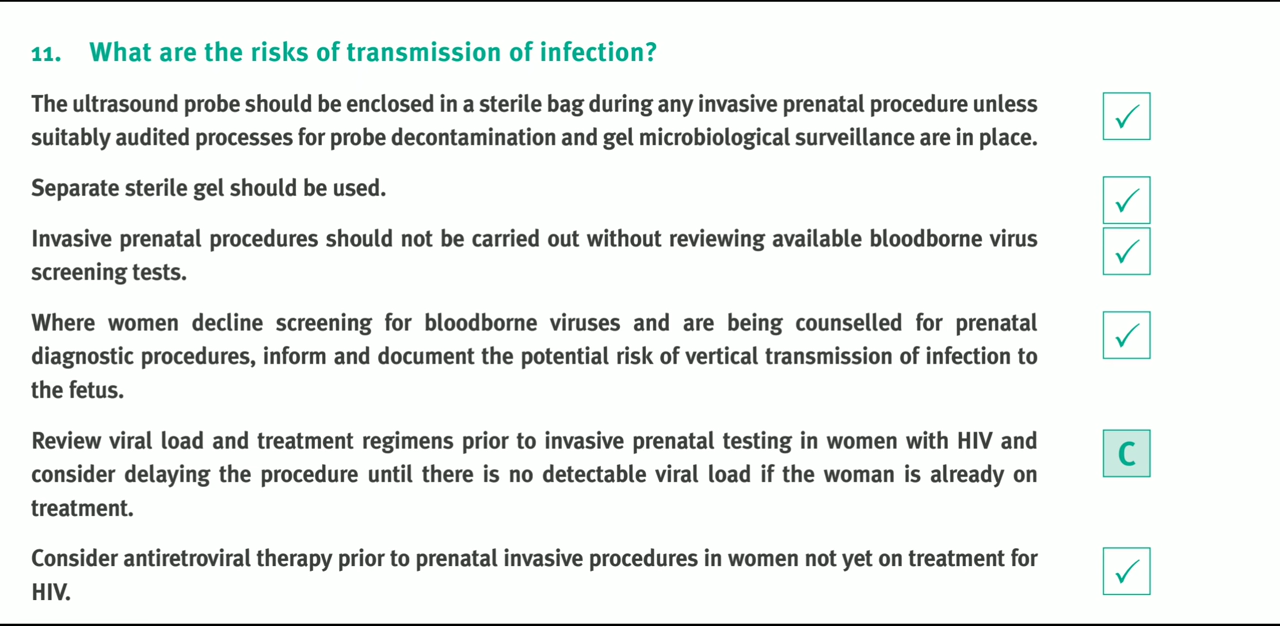 11. What are the risks of transmission of infection?
The ultrasound probe should be enclosed in a sterile bag during any invasive prenatal procedure unless
suitably audited processes for probe decontamination and gel microbiological surveillance are in place.
✓
Separate sterile gel should be used.
✓
Invasive prenatal procedures should not be carried out without reviewing available bloodborne virus
screening tests.
✓
Where women decline screening for bloodborne viruses and are being counselled for prenatal
diagnostic procedures, inform and document the potential risk of vertical transmission of infection to
the fetus.
✓
Review viral load and treatment regimens prior to invasive prenatal testing in women with HIV and
consider delaying the procedure until there is no detectable viral load if the woman is already on
treatment.
C
Consider antiretroviral therapy prior to prenatal invasive procedures in women not yet on treatment for
HIV.
✓